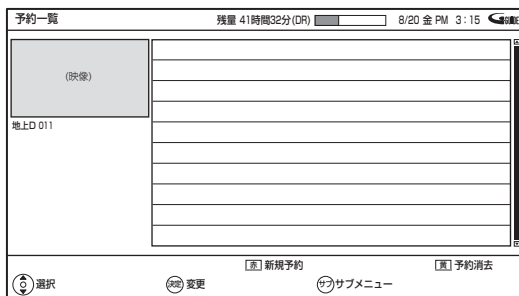 予約一覧 残量 41時間32分(DR) 8/20 金 PM 3:15 GGUIDE
(映像)
地上D 011
赤 新規予約 黄 予約消去
選択 決定 変更 サブ サブメニュー